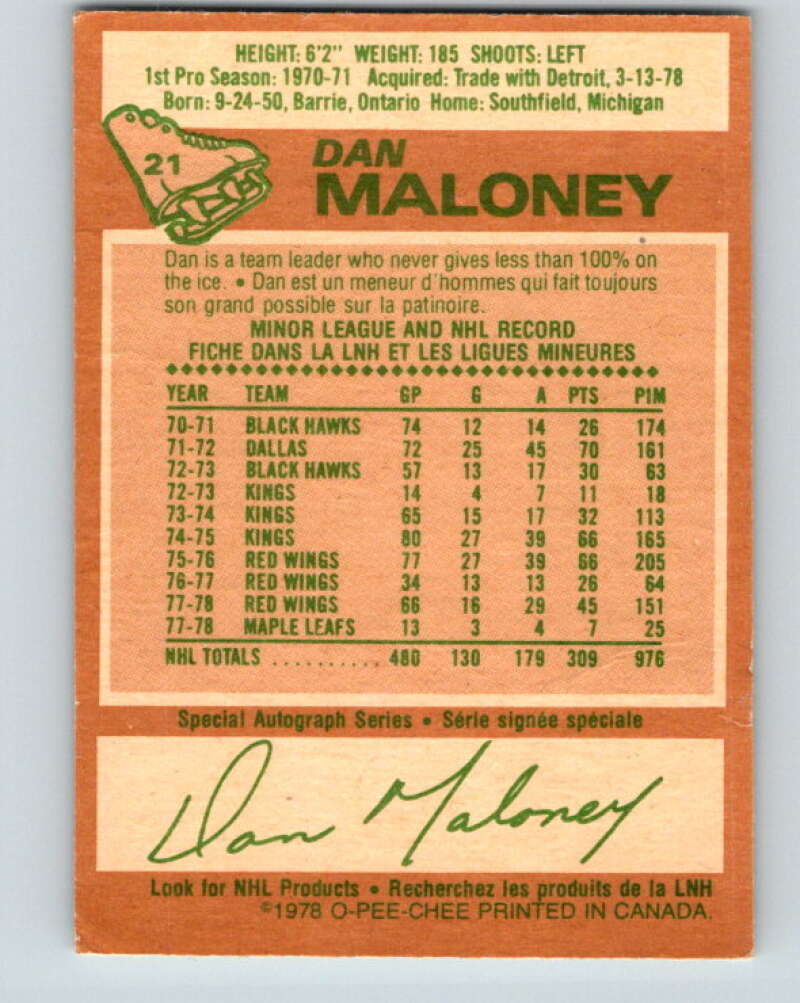 HEIGHT: 6'2" WEIGHT: 185 SHOOTS: LEFT
1st Pro Season: 1970-71 Acquired: Trade with Detroit, 3-13-78
Born: 9-24-50, Barrie, Ontario Home: Southfield, Michigan
21
DAN
MALONEY
Dan is a team leader who never gives less than 100% on
the ice. • Dan est un meneur d'hommes qui fait toujours
son grand possible sur la patinoire.
MINOR LEAGUE AND NHL RECORD
FICHE DANS LA LNH ET LES LIGUES MINEURES
YEAR TEAM GP G A PTS PIM
70-71 BLACK HAWKS 74 12 14 26 174
71-72 DALLAS 72 25 45 70 161
72-73 BLACK HAWKS 57 13 17 30 63
72-73 KINGS 14 4 7 11 18
73-74 KINGS 65 15 17 32 113
74-75 KINGS 80 27 39 66 165
75-76 RED WINGS 77 27 39 66 205
76-77 RED WINGS 34 13 13 26 64
77-78 RED WINGS 66 16 29 45 151
77-78 MAPLE LEAFS 13 3 4 7 25
NHL TOTALS .......... 480 130 179 309 976
Special Autograph Series • Série signée spéciale
Dan Maloney
Look for NHL Products • Recherchez les produits de la LNH
©1978 O-PEE-CHEE PRINTED IN CANADA.